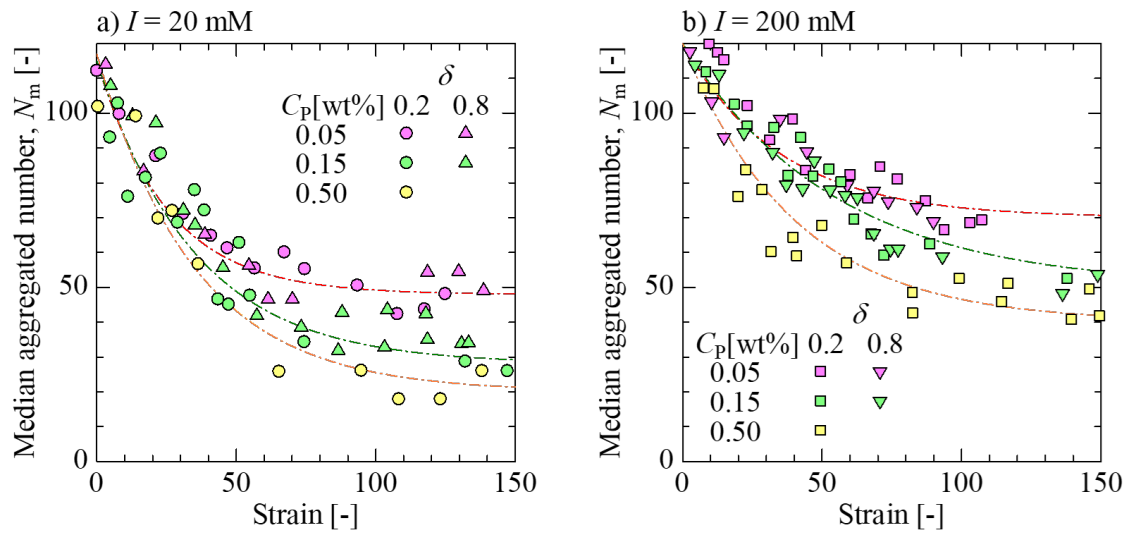 a) I = 20 mM
Median aggregated number, Nm [-]
100
50
0
δ
CP[wt%] 0.2 0.8
0.05
0.15
0.50
0 50 100 150
Strain [-]
b) I = 200 mM
Median aggregated number, Nm [-]
100
50
0
δ
CP[wt%] 0.2 0.8
0.05
0.15
0.50
0 50 100 150
Strain [-]